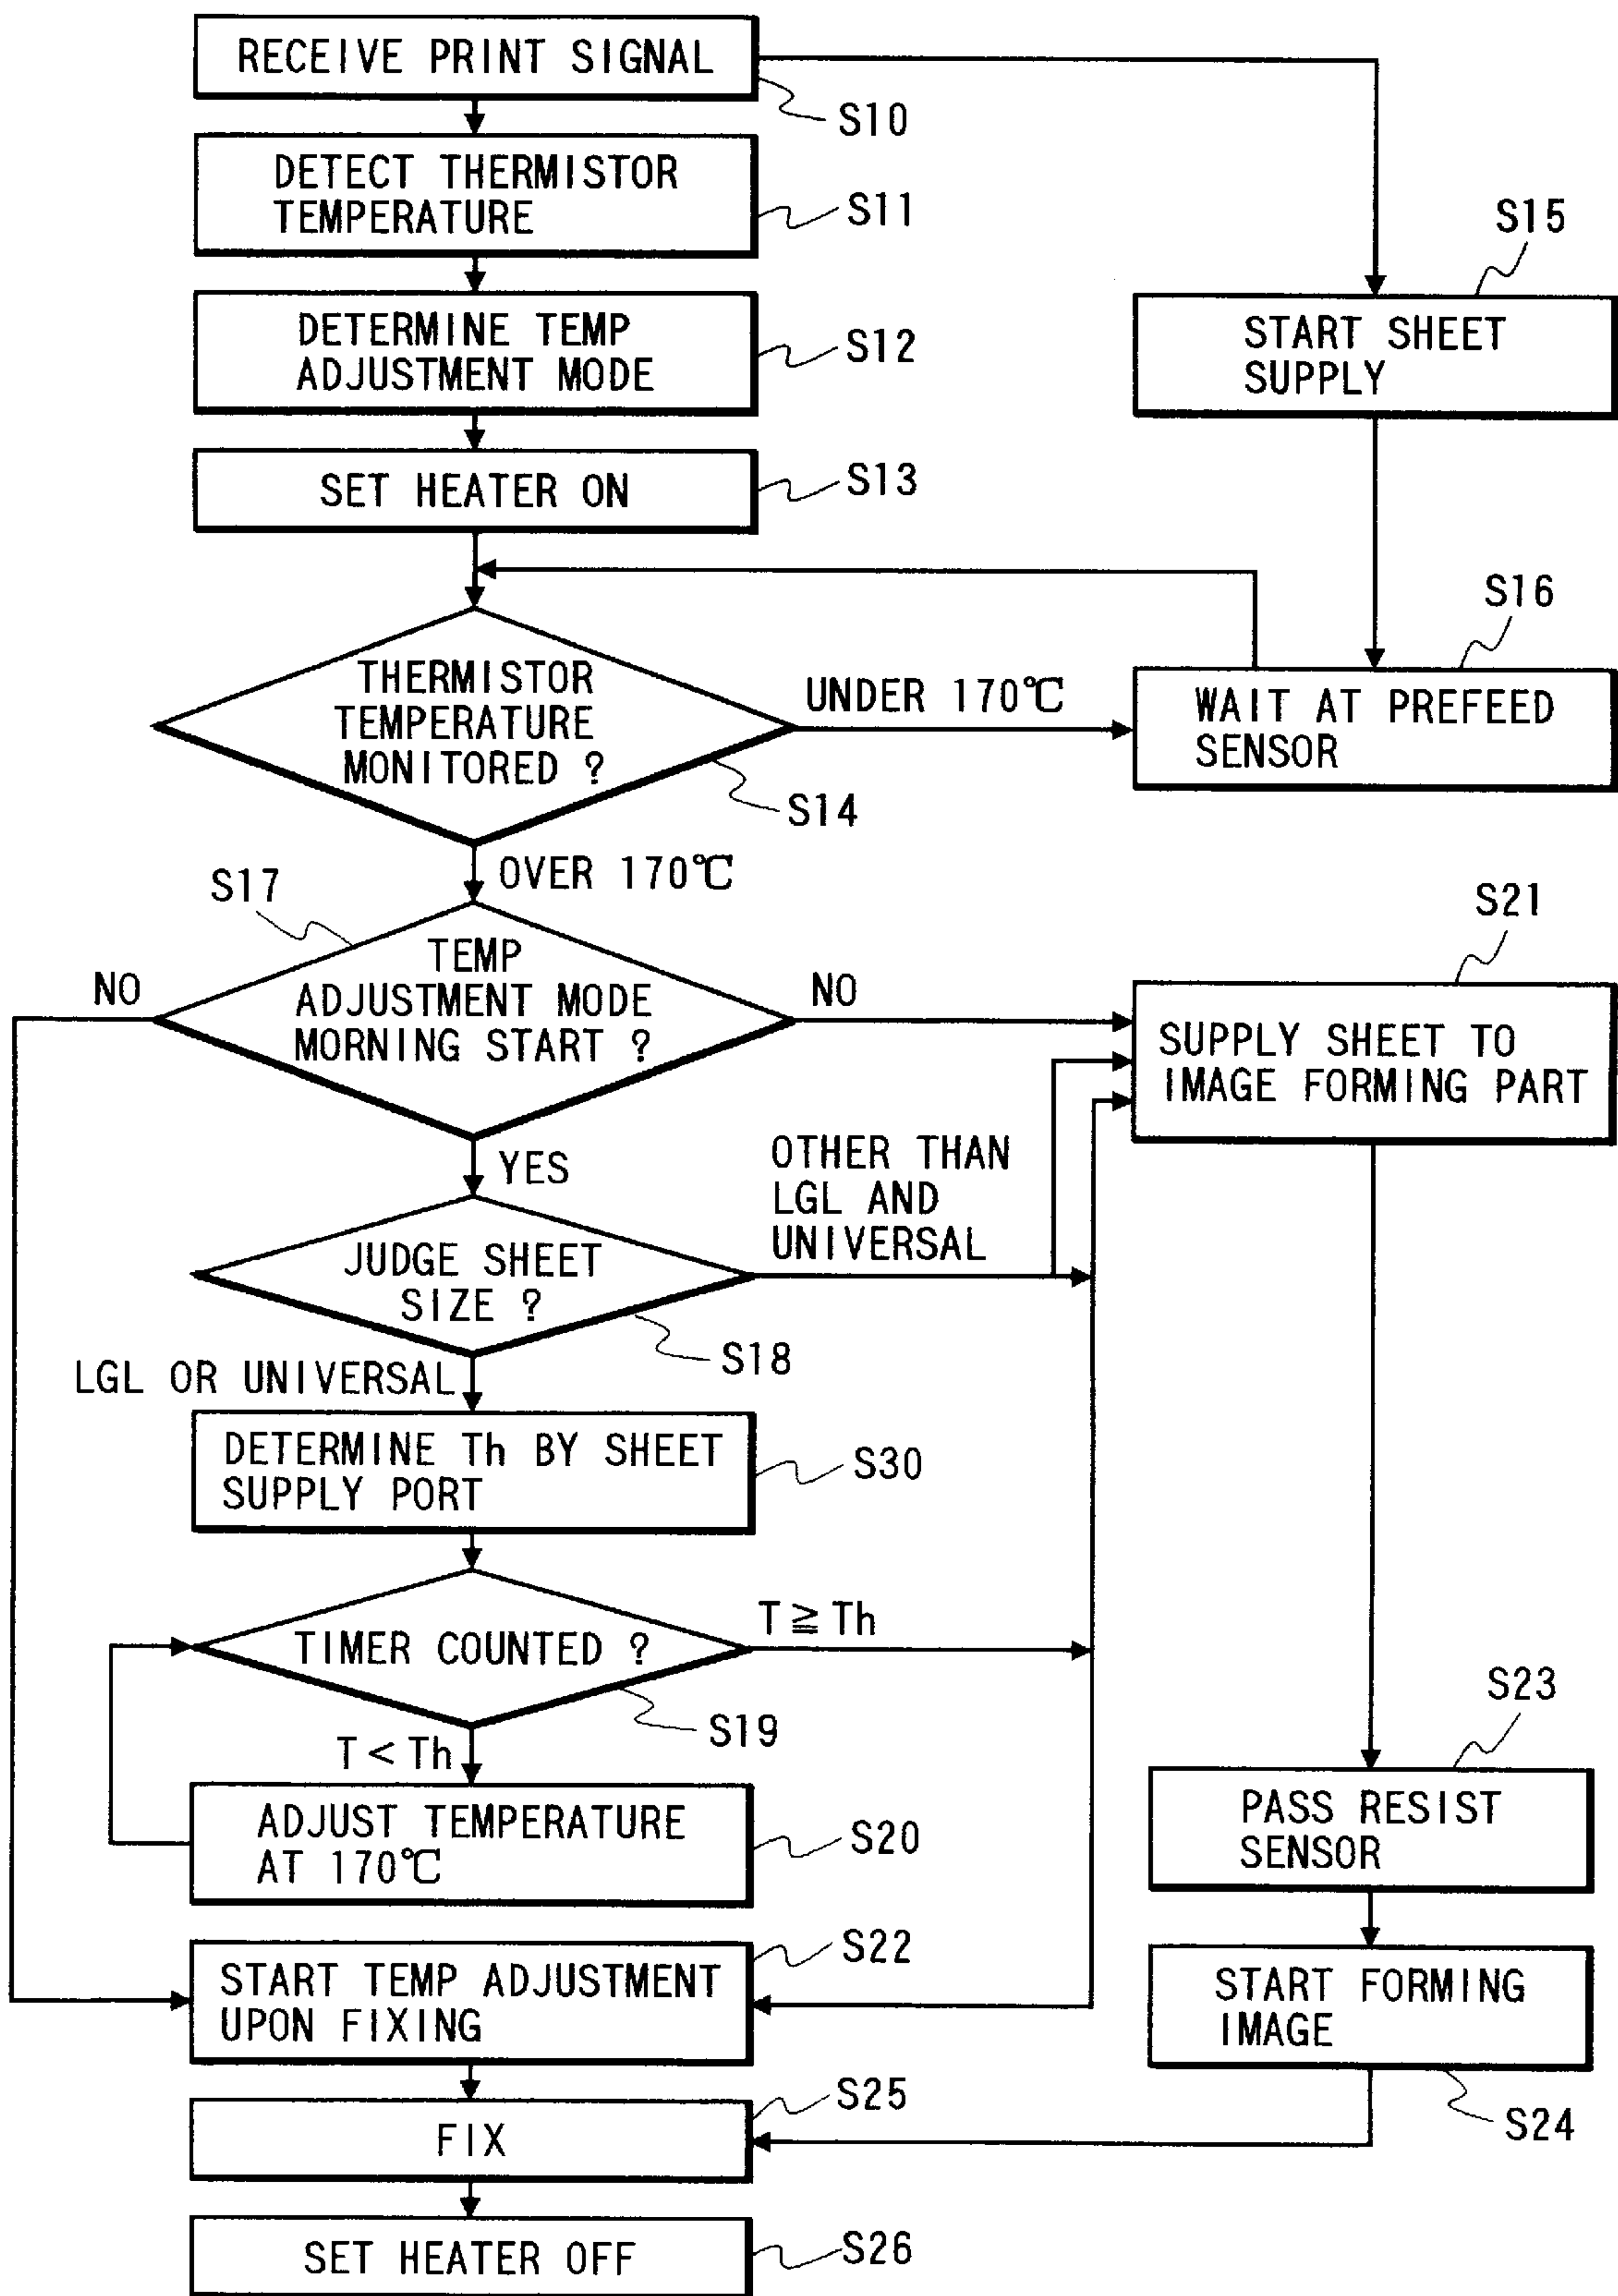 RECEIVE PRINT SIGNAL
S10
DETECT THERMISTOR
TEMPERATURE
S11
DETERMINE TEMP
ADJUSTMENT MODE
S12
SET HEATER ON
S13
S15
START SHEET
SUPPLY
S16
WAIT AT PREFEED
SENSOR
THERMISTOR
TEMPERATURE
MONITORED ?
UNDER 170℃
S14
OVER 170℃
S17
TEMP
ADJUSTMENT MODE
MORNING START ?
NO
NO
YES
S21
SUPPLY SHEET TO
IMAGE FORMING PART
JUDGE SHEET
SIZE ?
OTHER THAN
LGL AND
UNIVERSAL
S18
LGL OR UNIVERSAL
DETERMINE Th BY SHEET
SUPPLY PORT
S30
TIMER COUNTED ?
T ≧ Th
S19
T < Th
ADJUST TEMPERATURE
AT 170℃
S20
S23
PASS RESIST
SENSOR
START TEMP ADJUSTMENT
UPON FIXING
S22
START FORMING
IMAGE
S24
FIX
S25
SET HEATER OFF
S26